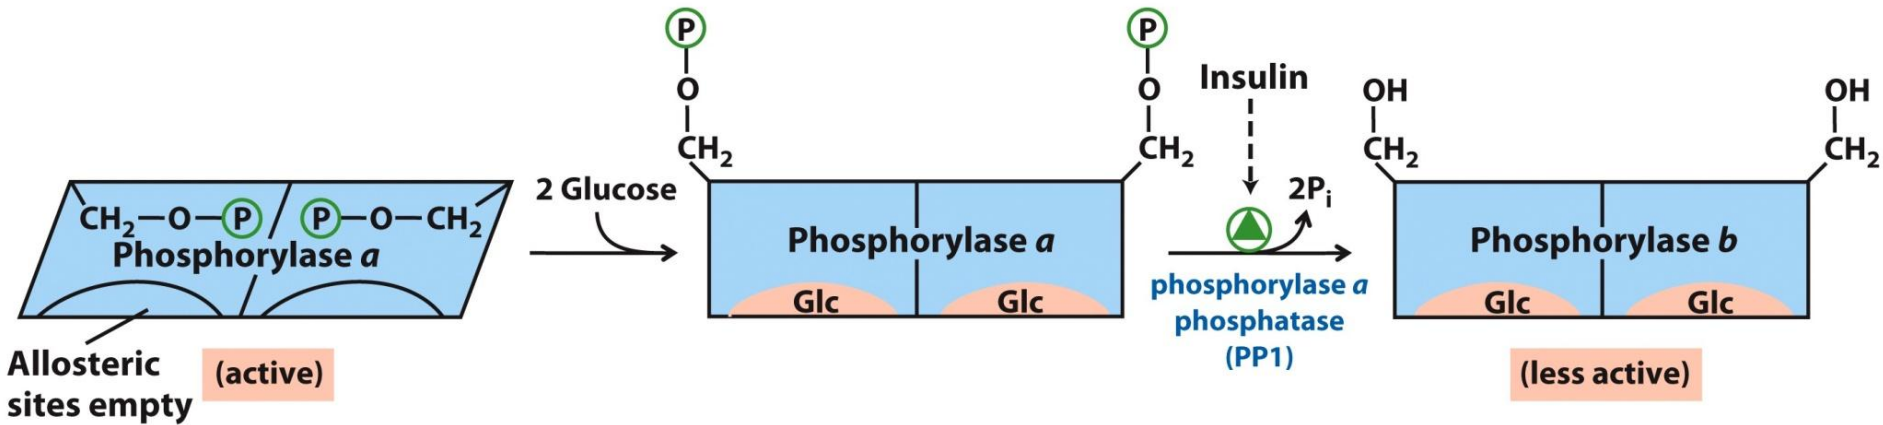 CH₂—O—P P—O—CH₂
Phosphorylase a
Allosteric
sites empty
(active)
2 Glucose
P
O
CH₂
P
O
CH₂
Phosphorylase a
Glc
Glc
Insulin
2Pᵢ
phosphorylase a
phosphatase
(PP1)
OH
CH₂
OH
CH₂
Phosphorylase b
Glc
Glc
(less active)